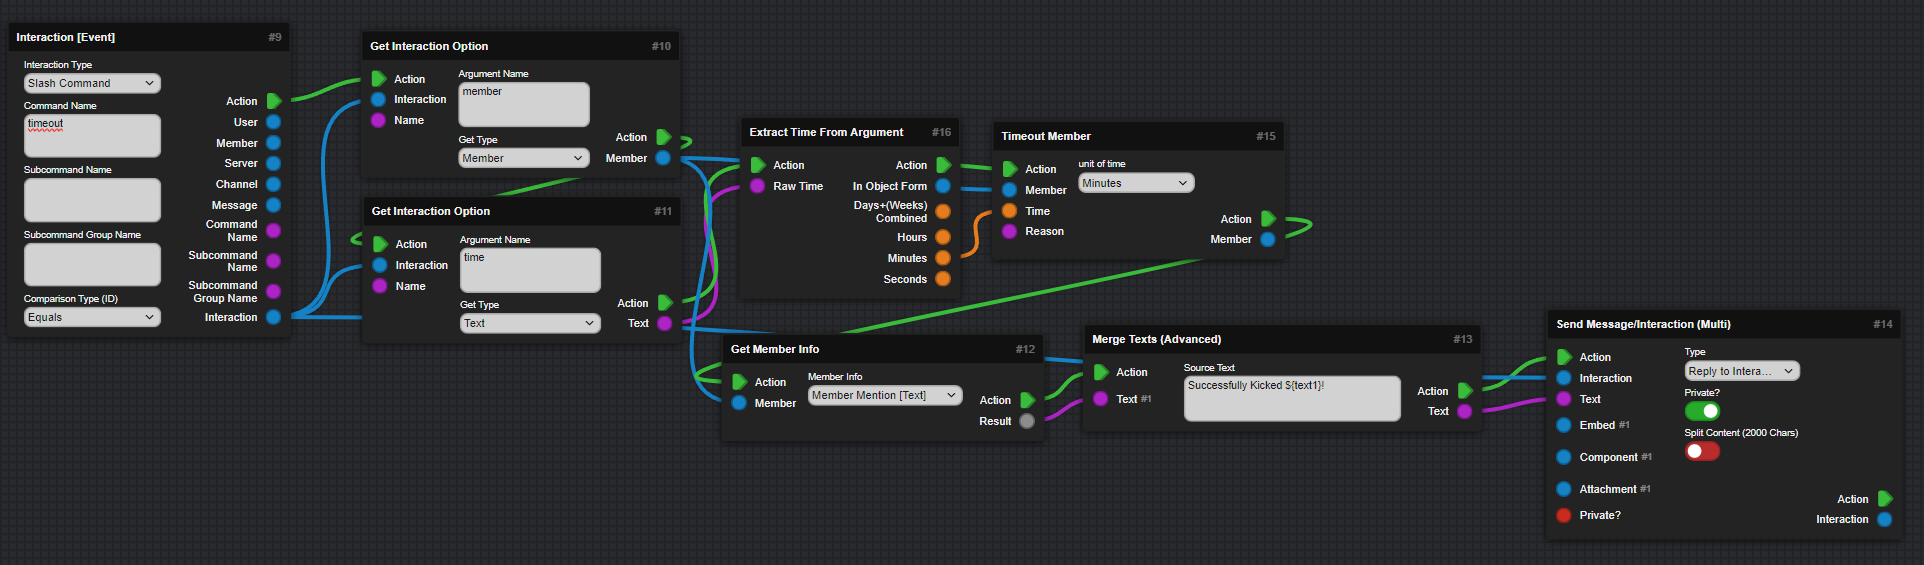 Interaction [Event] #9
Interaction Type
Slash Command
Command Name
timeout
Subcommand Name
Subcommand Group Name
Comparison Type (ID)
Equals
Action
User
Member
Server
Channel
Message
Command
Name
Subcommand
Name
Subcommand
Group Name
Interaction
Get Interaction Option #10
Action
Interaction
Name
Argument Name
member
Get Type
Member
Action
Member
Get Interaction Option #11
Action
Interaction
Name
Argument Name
time
Get Type
Text
Action
Text
Extract Time From Argument #16
Action
Raw Time
Action
In Object Form
Days+(Weeks)
Combined
Hours
Minutes
Seconds
Timeout Member #15
Action
Member
Time
Reason
unit of time
Minutes
Action
Member
Get Member Info #12
Action
Member
Member Info
Member Mention [Text]
Action
Result
Merge Texts (Advanced) #13
Action
Text #1
Source Text
Successfully Kicked ${text1}!
Action
Text
Send Message/Interaction (Multi) #14
Action
Interaction
Text
Embed #1
Component #1
Attachment #1
Private?
Type
Reply to Intera...
Private?
Split Content (2000 Chars)
Action
Interaction